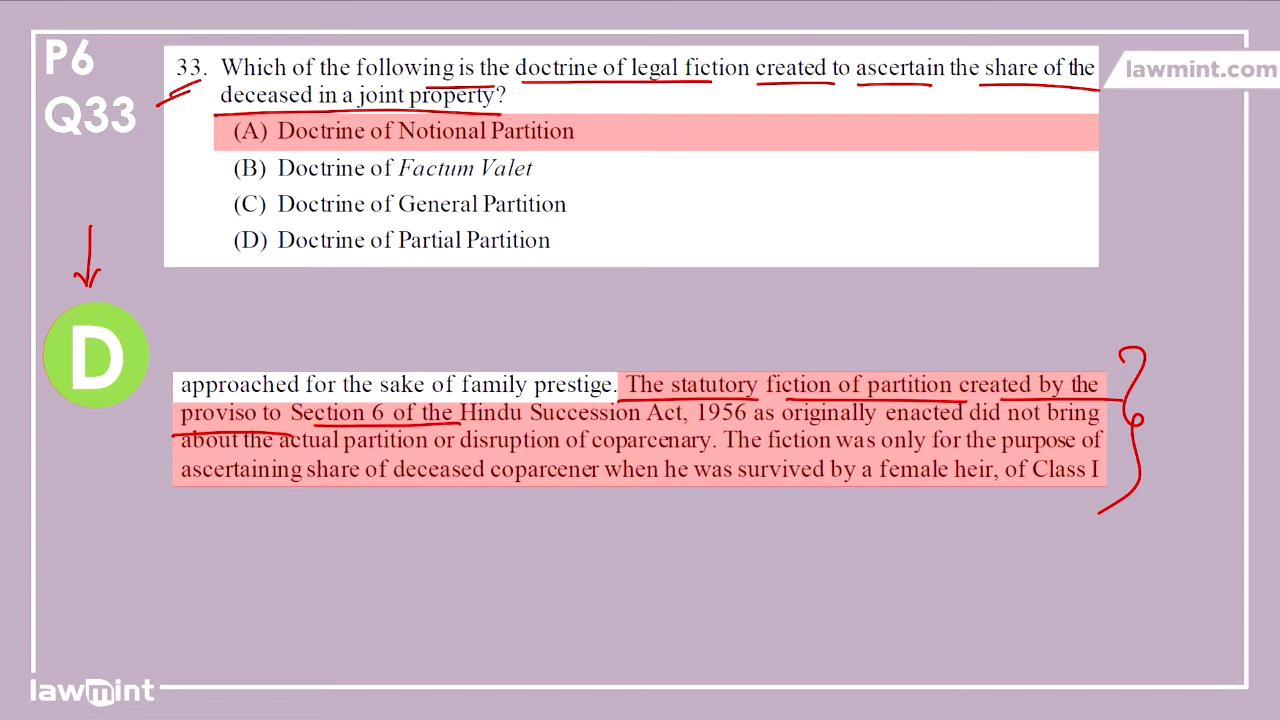 P6
Q33
33. Which of the following is the doctrine of legal fiction created to ascertain the share of the
deceased in a joint property?
(A) Doctrine of Notional Partition
(B) Doctrine of Factum Valet
(C) Doctrine of General Partition
(D) Doctrine of Partial Partition
lawmint.com
D
approached for the sake of family prestige. The statutory fiction of partition created by the
proviso to Section 6 of the Hindu Succession Act, 1956 as originally enacted did not bring
about the actual partition or disruption of coparcenary. The fiction was only for the purpose of
ascertaining share of deceased coparcener when he was survived by a female heir, of Class I
lawmint